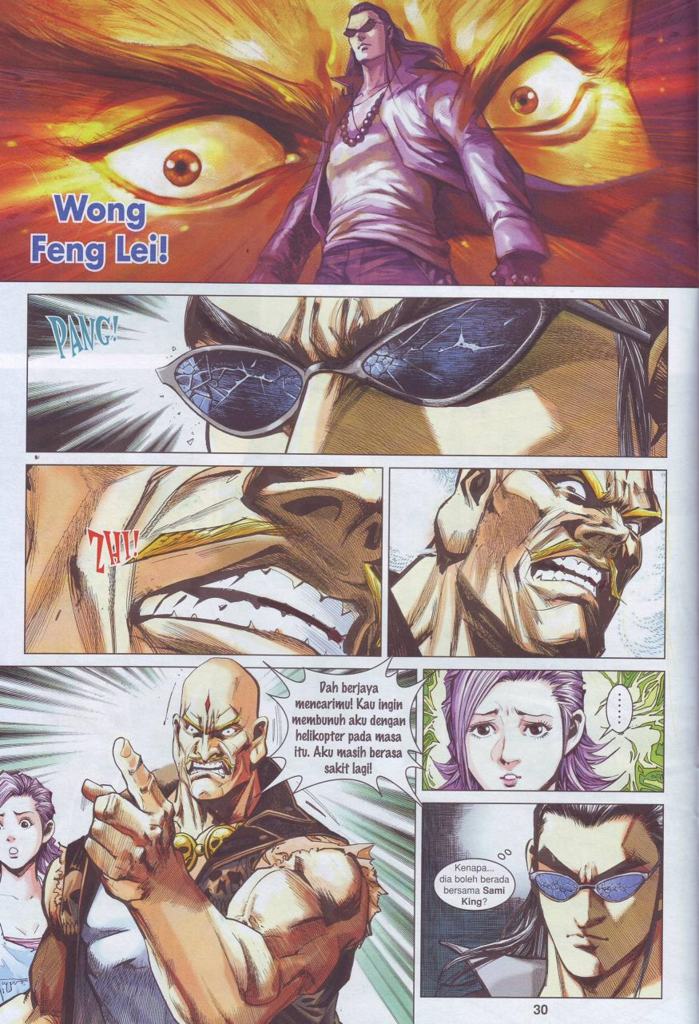 Wong
Feng Lei!
PANG!
ZHI!
Dah berjaya
mencarimu! Kau ingin
membunuh aku dengan
helikopter pada masa
itu. Aku masih berasa
sakit lagi!
......
Kenapa...
dia boleh berada
bersama Sami
King?
30